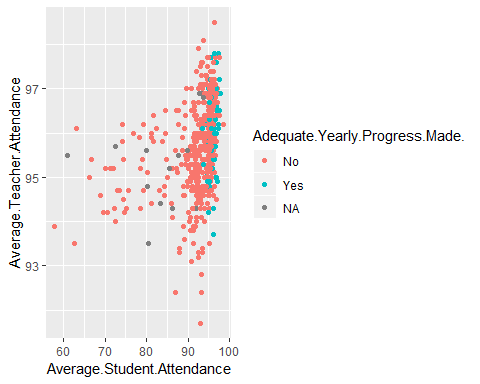 97
95
93
Average.Teacher.Attendance
60
70
80
90
100
Average.Student.Attendance
Adequate.Yearly.Progress.Made.
No
Yes
NA